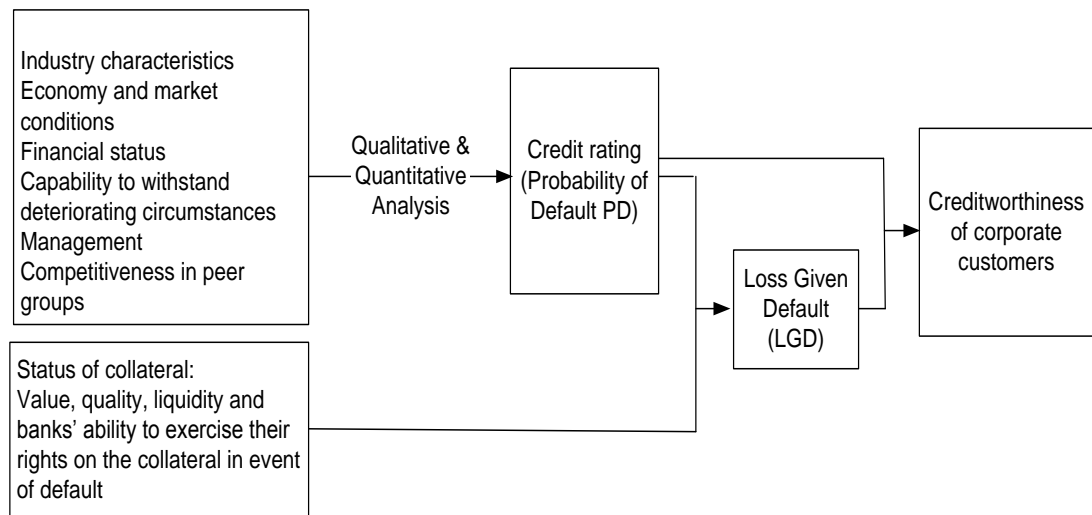 Industry characteristics
Economy and market
conditions
Financial status
Capability to withstand
deteriorating circumstances
Management
Competitiveness in peer
groups
Qualitative &
Quantitative
Analysis
Credit rating
(Probability of
Default PD)
Loss Given
Default
(LGD)
Creditworthiness
of corporate
customers
Status of collateral:
Value, quality, liquidity and
banks’ ability to exercise their
rights on the collateral in event
of default